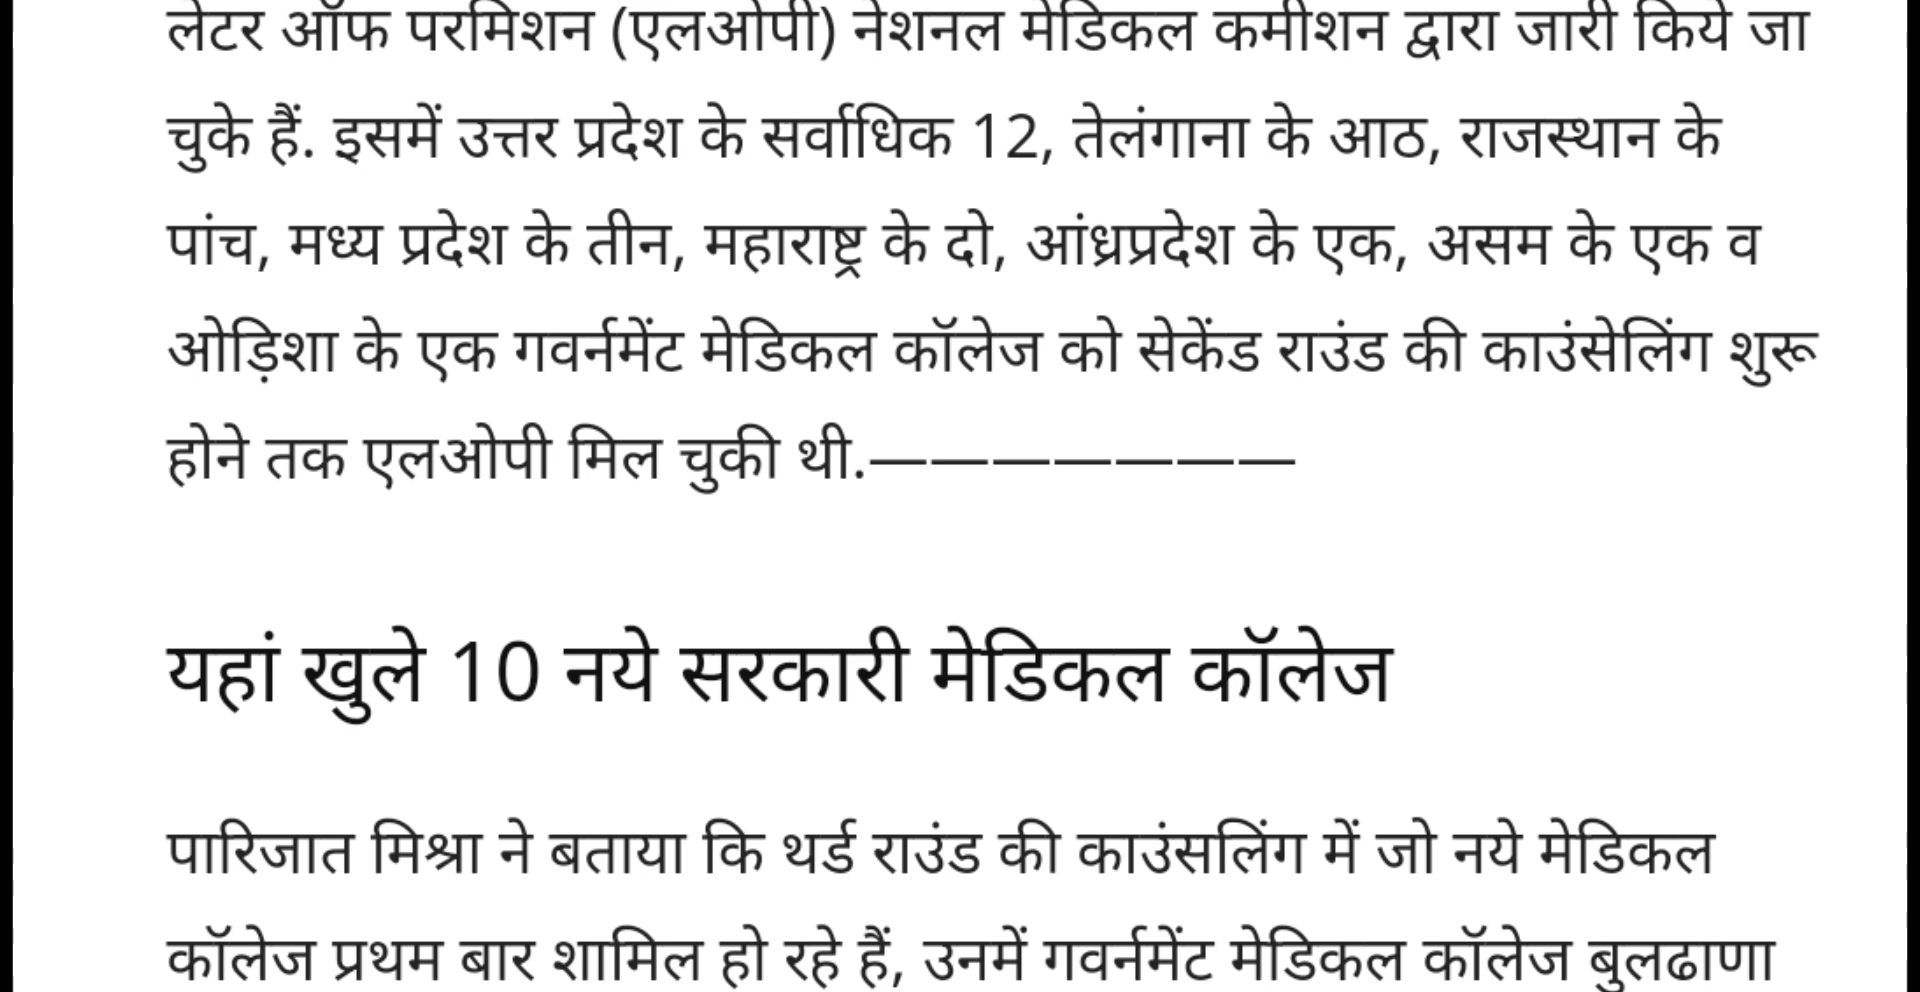 लेटर ऑफ परमिशन (एलओपी) नेशनल मेडिकल कमीशन द्वारा जारी किये जा
चुके हैं. इसमें उत्तर प्रदेश के सर्वाधिक 12, तेलंगाना के आठ, राजस्थान के
पांच, मध्य प्रदेश के तीन, महाराष्ट्र के दो, आंध्रप्रदेश के एक, असम के एक व
ओड़िशा के एक गवर्नमेंट मेडिकल कॉलेज को सेकेंड राउंड की काउंसेलिंग शुरू
होने तक एलओपी मिल चुकी थी.———————
यहां खुले 10 नये सरकारी मेडिकल कॉलेज
पारिजात मिश्रा ने बताया कि थर्ड राउंड की काउंसलिंग में जो नये मेडिकल
कॉलेज प्रथम बार शामिल हो रहे हैं, उनमें गवर्नमेंट मेडिकल कॉलेज बुलढाणा